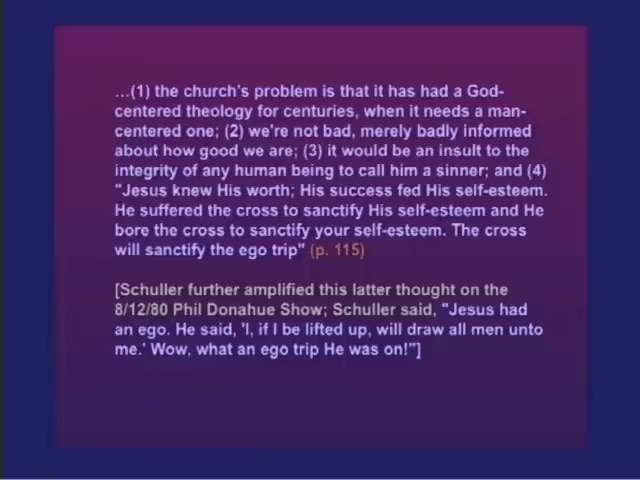 …(1) the church's problem is that it has had a God-
centered theology for centuries, when it needs a man-
centered one; (2) we're not bad, merely badly informed
about how good we are; (3) it would be an insult to the
integrity of any human being to call him a sinner; and (4)
"Jesus knew His worth; His success fed His self-esteem.
He suffered the cross to sanctify His self-esteem and He
bore the cross to sanctify your self-esteem. The cross
will sanctify the ego trip" (p. 115)
[Schuller further amplified this latter thought on the
8/12/80 Phil Donahue Show; Schuller said, "Jesus had
an ego. He said, 'I, if I be lifted up, will draw all men unto
me.' Wow, what an ego trip He was on!"]